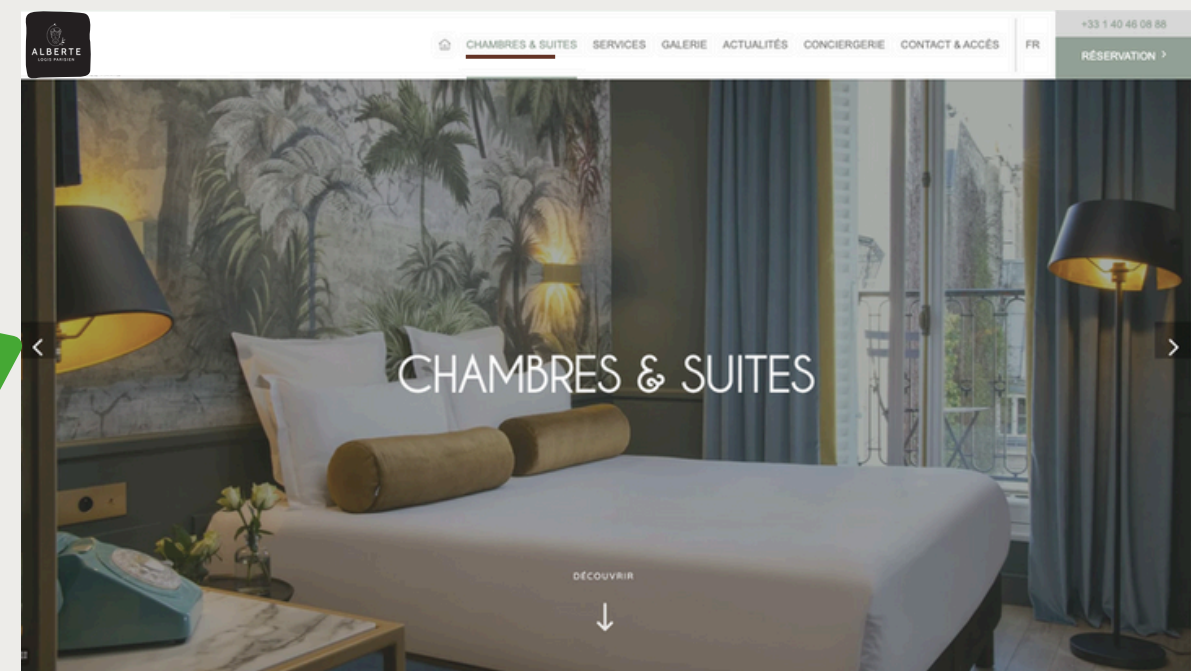 ALBERTE
LOUIS PARISIEN
CHAMBRES & SUITES
SERVICES
GALERIE
ACTUALITÉS
CONCIERGERIE
CONTACT & ACCÈS
FR
+33 1 40 46 08 88
RÉSERVATION
CHAMBRES & SUITES
DÉCOUVRIR